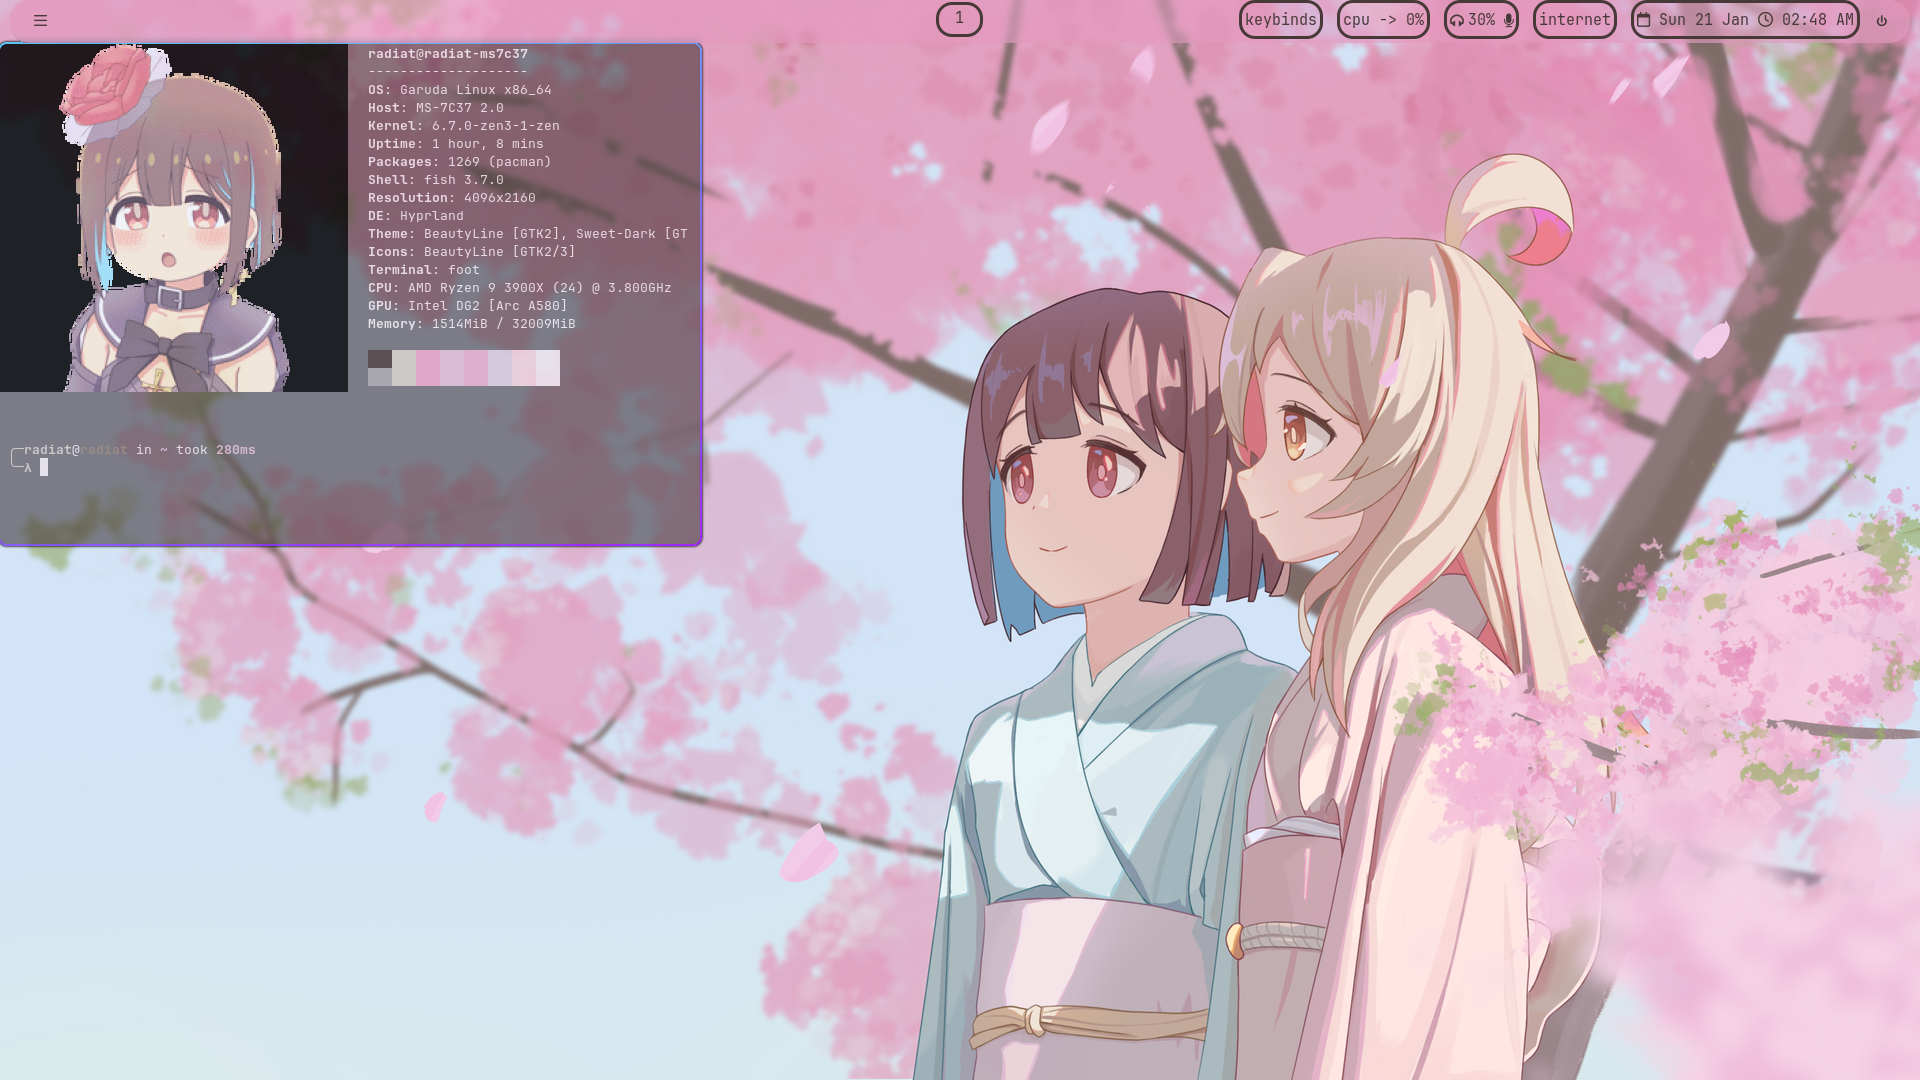 1
keybinds
cpu -> 0%
30%
internet
Sun 21 Jan 02:48 AM
radiat@radiat-ms7c37
--------------------
OS: Garuda Linux x86_64
Host: MS-7C37 2.0
Kernel: 6.7.0-zen3-1-zen
Uptime: 1 hour, 8 mins
Packages: 1269 (pacman)
Shell: fish 3.7.0
Resolution: 4096x2160
DE: Hyprland
Theme: BeautyLine [GTK2], Sweet-Dark [GT
Icons: BeautyLine [GTK2/3]
Terminal: foot
CPU: AMD Ryzen 9 3900X (24) @ 3.800GHz
GPU: Intel DG2 [Arc A580]
Memory: 1514MiB / 32009MiB
╭─radiat@radiat in ~ took 280ms
╰─λ